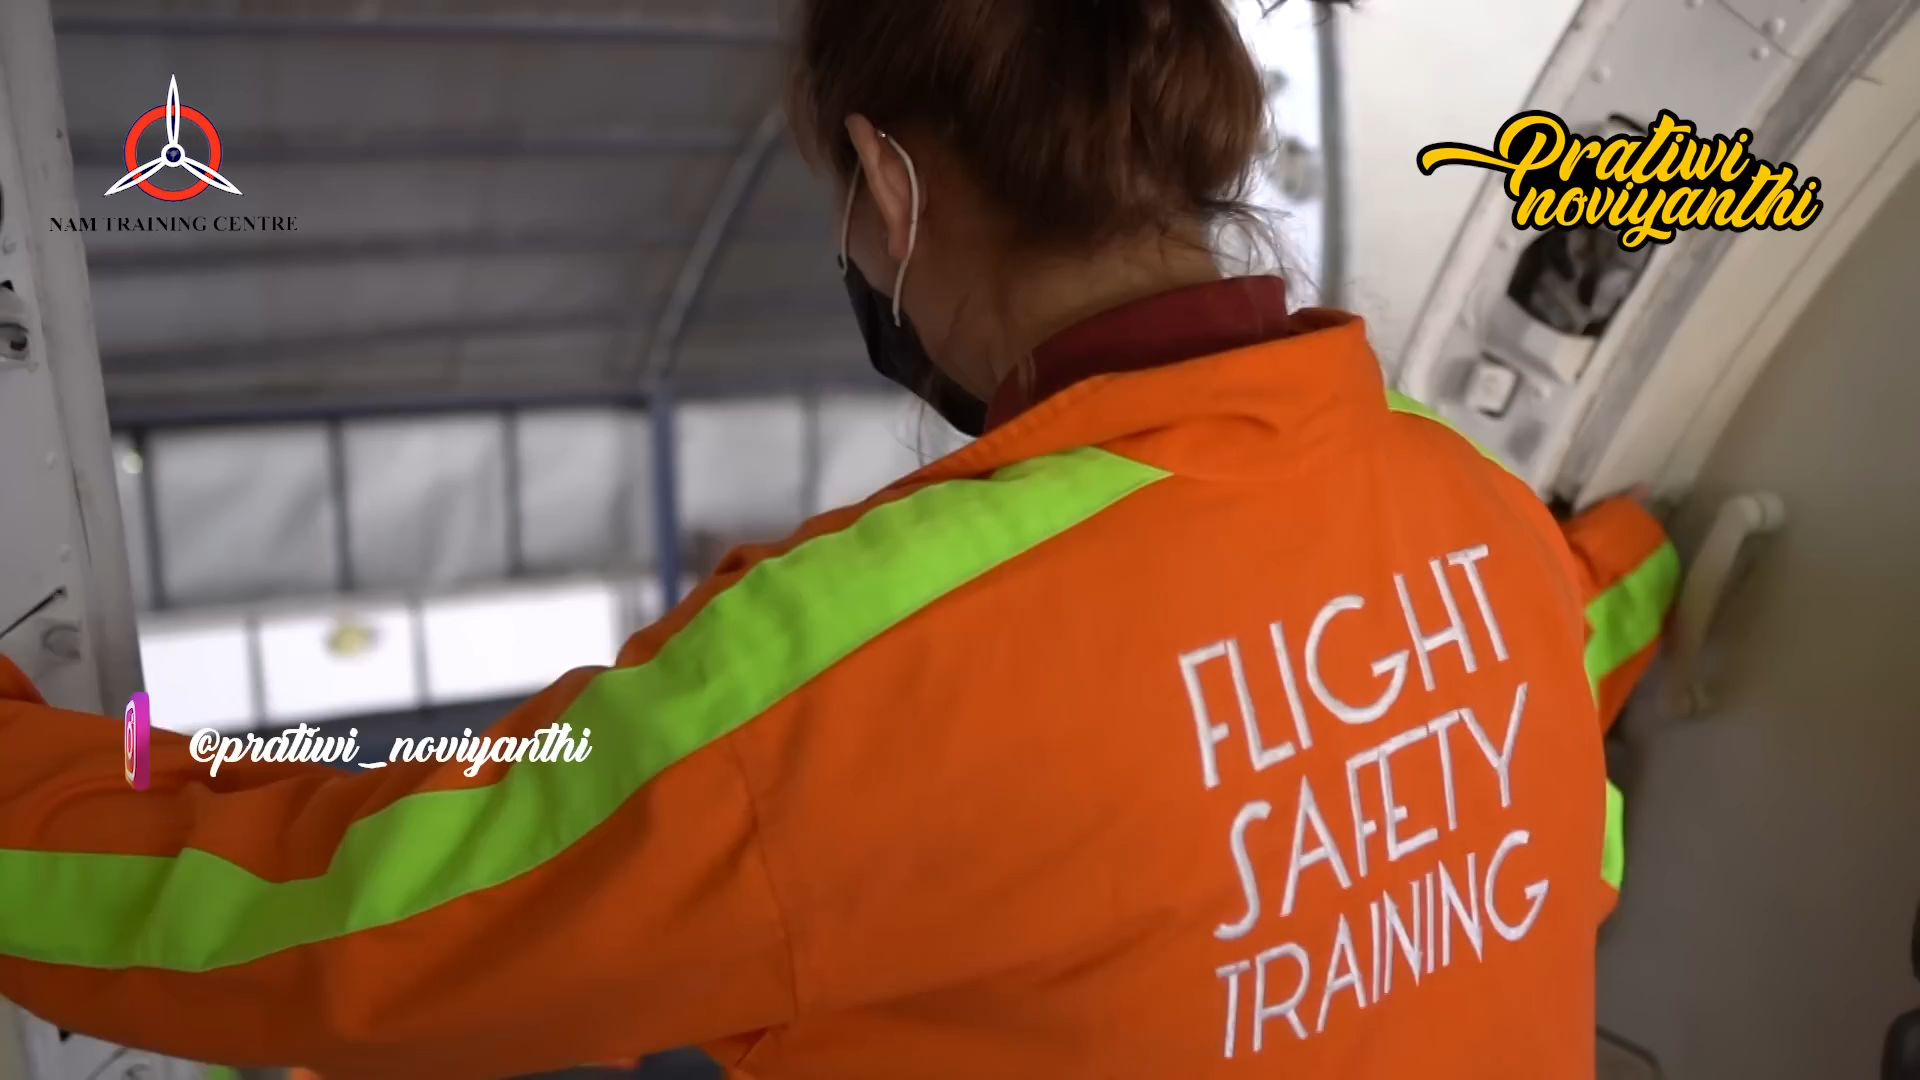 NAM TRAINING CENTRE
Pratiwi
noviyanthi
@pratiwi_noviyanthi
FLIGHT
SAFETY
TRAINING